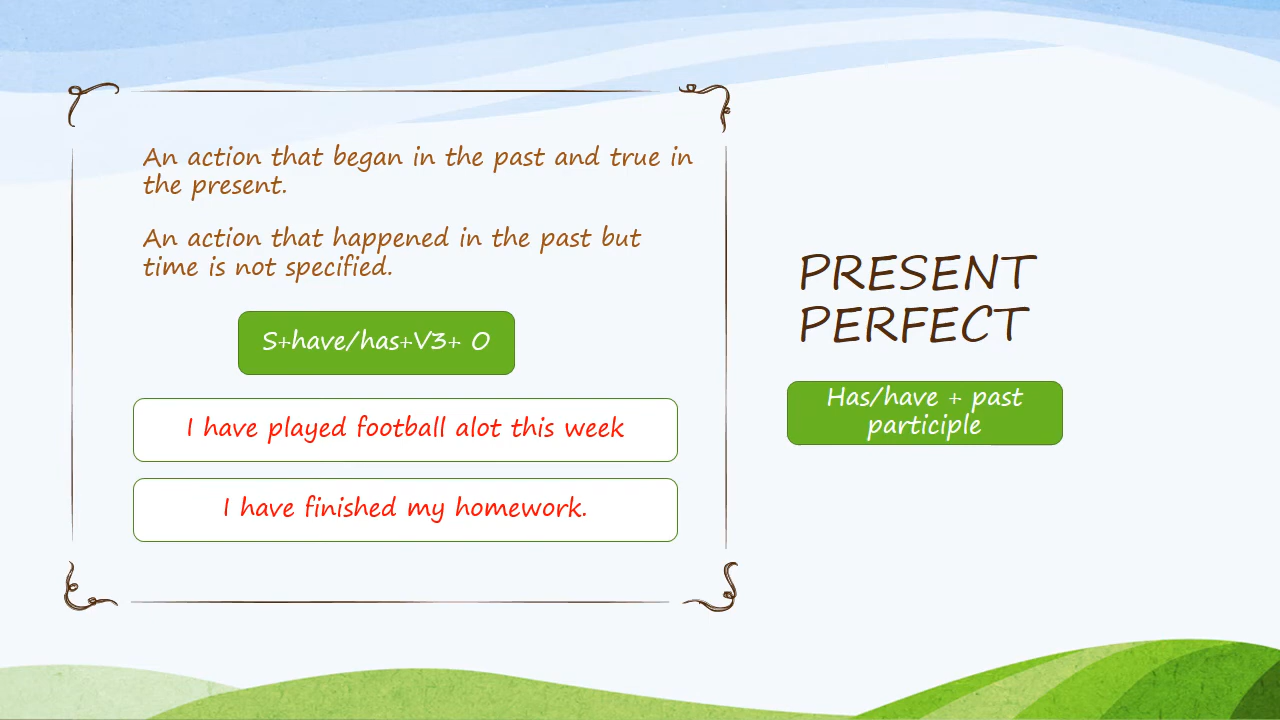 An action that began in the past and true in
the present.
An action that happened in the past but
time is not specified.
S+have/has+V3+ O
I have played football alot this week
I have finished my homework.
PRESENT
PERFECT
Has/have + past
participle